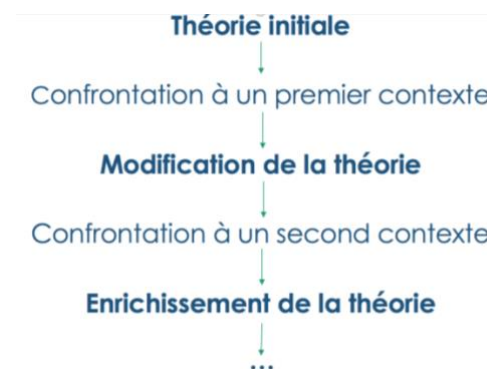 Théorie initiale
Confrontation à un premier contexte
Modification de la théorie
Confrontation à un second contexte
Enrichissement de la théorie
...